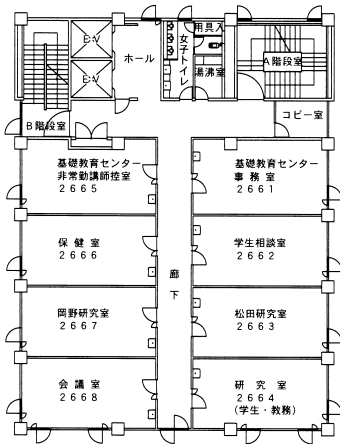 用具入
E.V
ホール
女子トイレ
湯沸室
A階段室
E.V
コピー室
B階段室
基礎教育センター
非常勤講師控室
2665
基礎教育センター
事務室
2661
保健室
2666
学生相談室
2662
廊下
岡野研究室
2667
松田研究室
2663
会議室
2668
研究室
2664
(学生・教務)